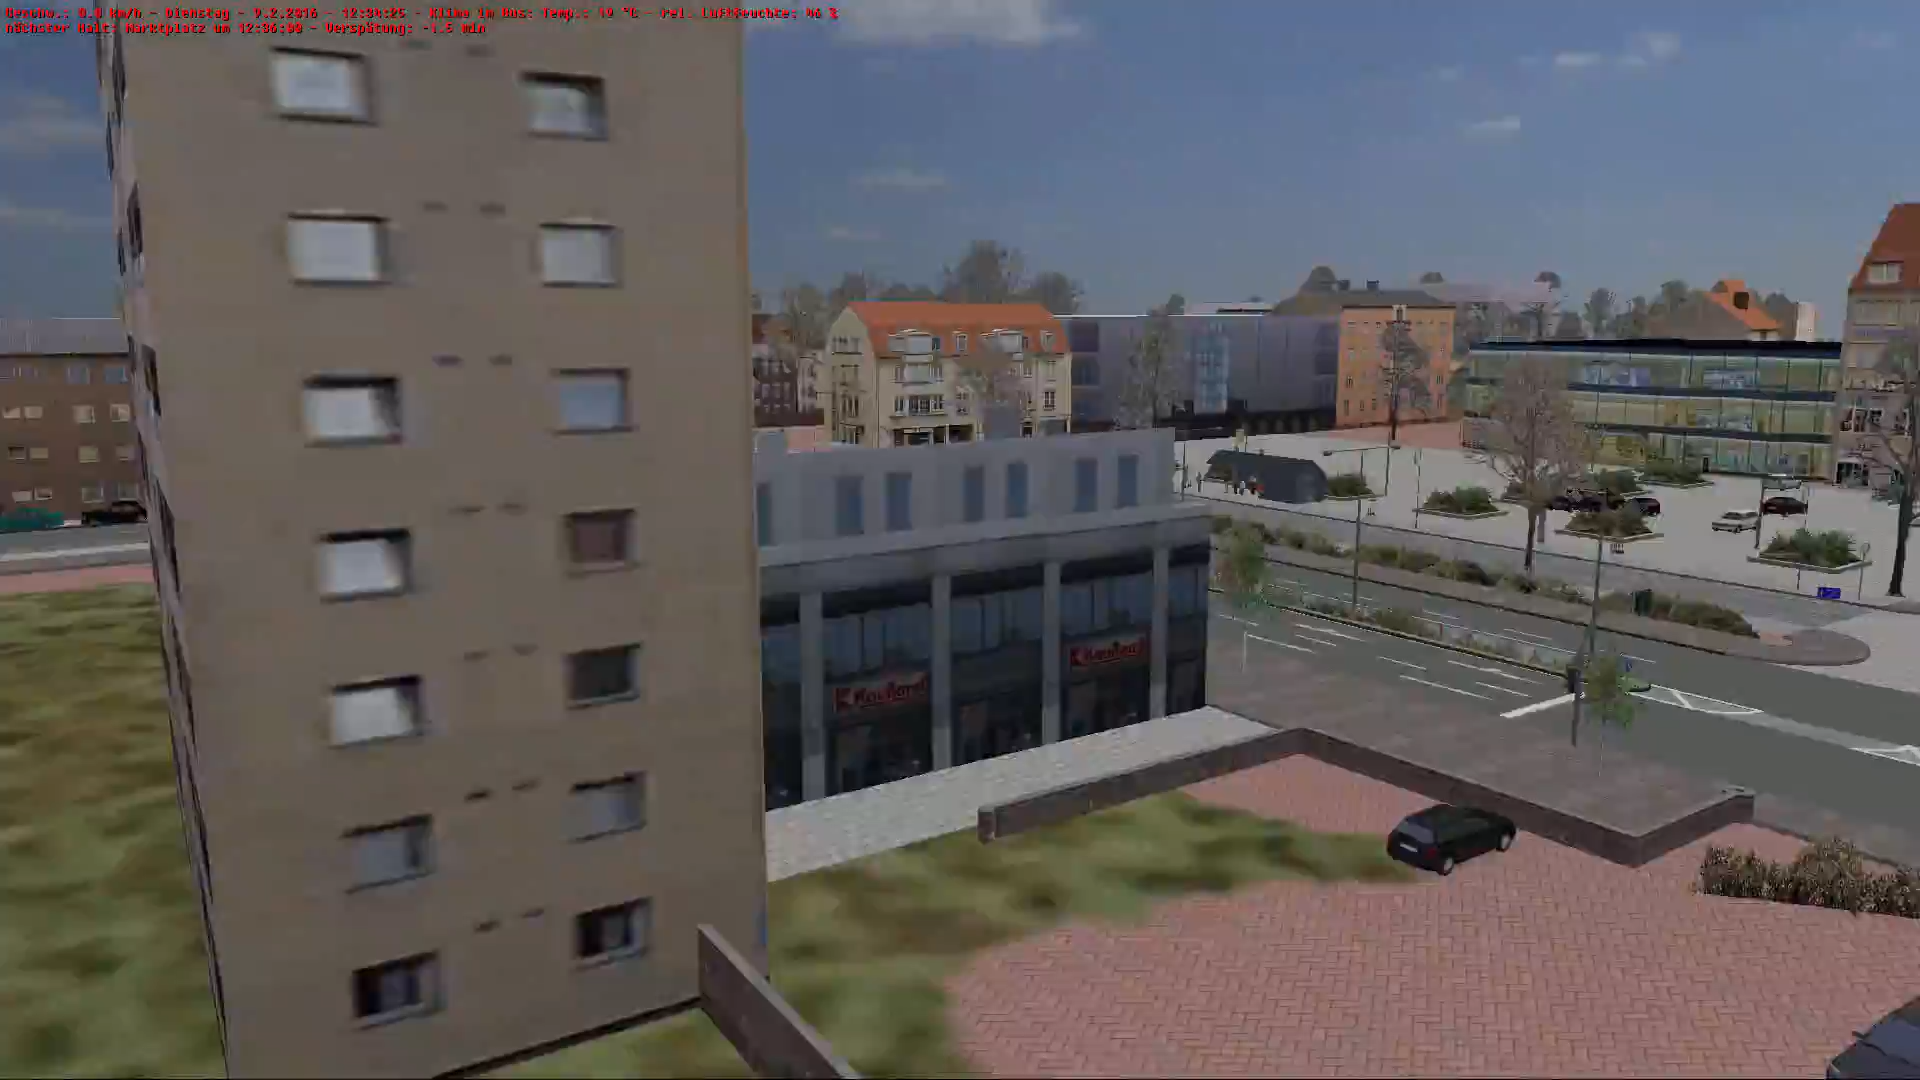 Geschw.: 0.0 km/h - Dienstag - 9.2.2016 - 12:34:25 - Klima im Bus: Temp.: 19 °C - rel. Luftfeuchte: 46 %
nächster Halt: Marktplatz um 12:36:00 - Verspätung: -1.6 min
Kaufland
Kaufland